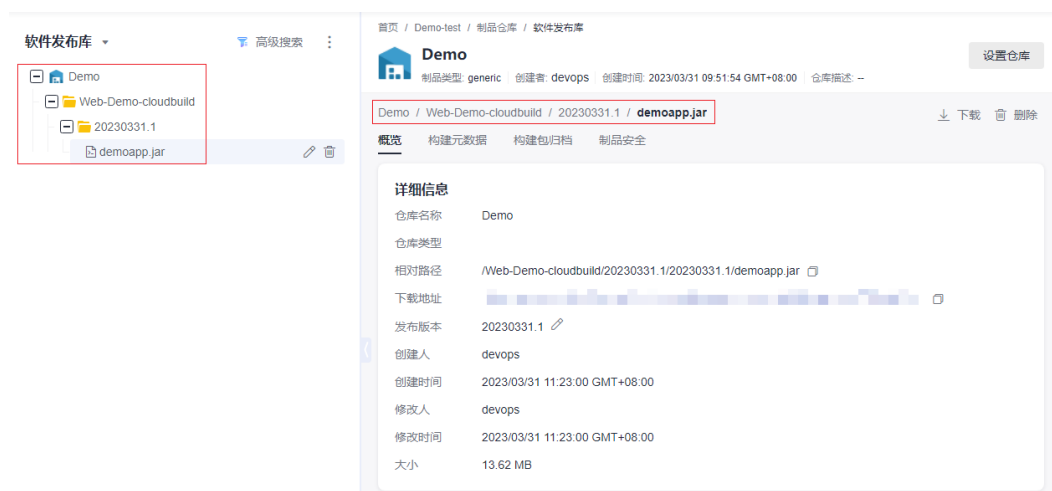 软件发布库
高级搜索
Demo
Web-Demo-cloudbuild
20230331.1
demoapp.jar
首页 / Demo-test / 制品仓库 / 软件发布库
Demo
设置仓库
制品类型: generic 创建者: devops 创建时间: 2023/03/31 09:51:54 GMT+08:00 仓库描述: --
Demo / Web-Demo-cloudbuild / 20230331.1 / demoapp.jar
下载 删除
概览 构建元数据 构建包归档 制品安全
详细信息
仓库名称 Demo
仓库类型
相对路径 /Web-Demo-cloudbuild/20230331.1/20230331.1/demoapp.jar
下载地址
发布版本 20230331.1
创建人 devops
创建时间 2023/03/31 11:23:00 GMT+08:00
修改人 devops
修改时间 2023/03/31 11:23:00 GMT+08:00
大小 13.62 MB